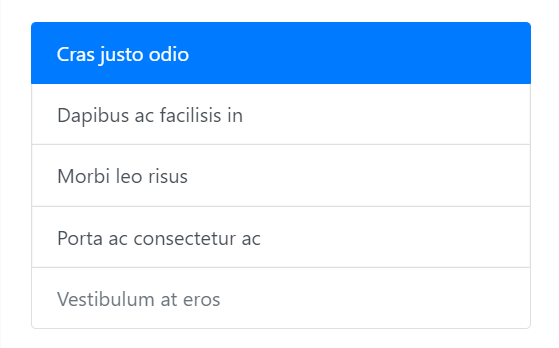 Cras justo odio
Dapibus ac facilisis in
Morbi leo risus
Porta ac consectetur ac
Vestibulum at eros